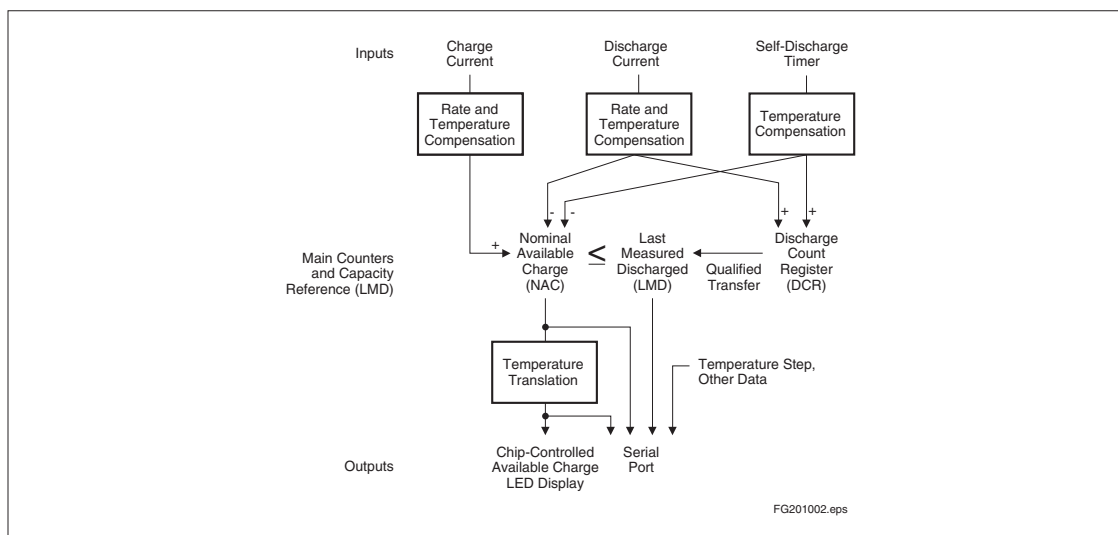 Inputs
Charge
Current
Discharge
Current
Self-Discharge
Timer
Rate and
Temperature
Compensation
Rate and
Temperature
Compensation
Temperature
Compensation
- - + +
+
Main Counters
and Capacity
Reference (LMD)
Nominal
Available
Charge
(NAC)
≤
Last
Measured
Discharged
(LMD)
Qualified
Transfer
Discharge
Count
Register
(DCR)
Temperature
Translation
Temperature Step,
Other Data
Outputs
Chip-Controlled
Available Charge
LED Display
Serial
Port
FG201002.eps